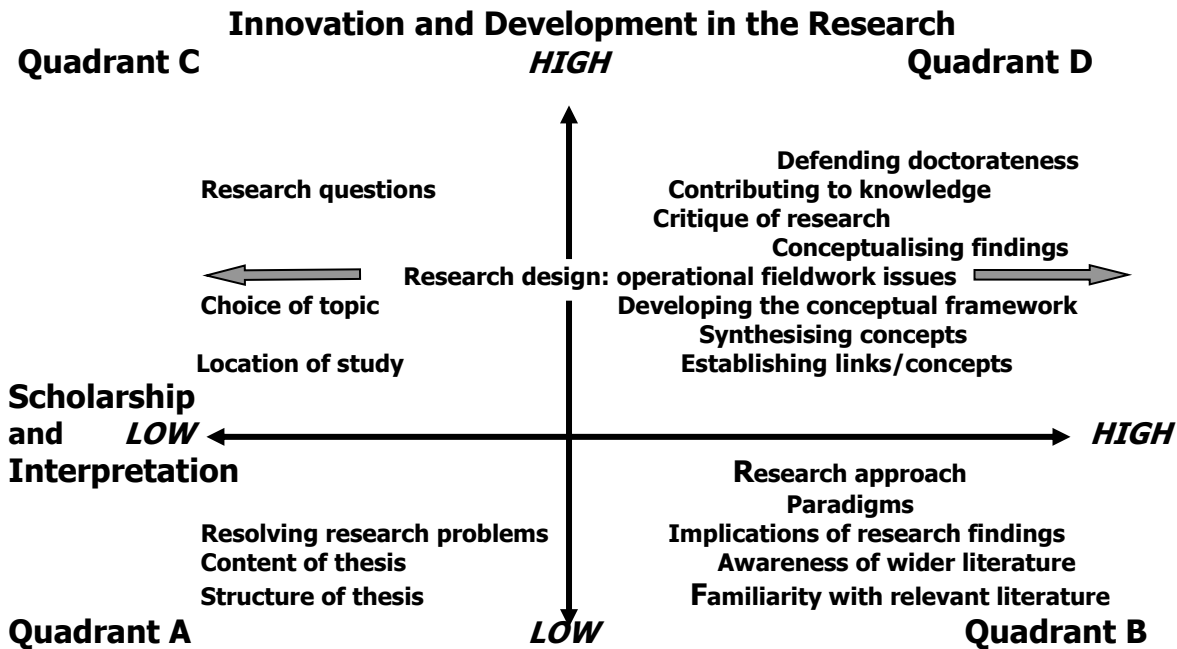 Innovation and Development in the Research
Quadrant C HIGH Quadrant D
Defending doctorateness
Research questions Contributing to knowledge
Critique of research
Conceptualising findings
Research design: operational fieldwork issues
Choice of topic Developing the conceptual framework
Synthesising concepts
Location of study Establishing links/concepts
Scholarship
and LOW HIGH
Interpretation Research approach
Paradigms
Resolving research problems Implications of research findings
Content of thesis Awareness of wider literature
Structure of thesis Familiarity with relevant literature
Quadrant A LOW Quadrant B